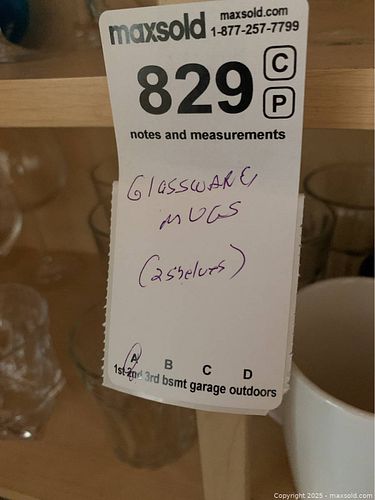 maxsold maxsold.com
1-877-257-7799
829 C
P
notes and measurements
GlASSWARE,
MUGS
(2 shelves)
A B C D
1st 2nd 3rd bsmt garage outdoors
Copyright 2025 - maxsold.com